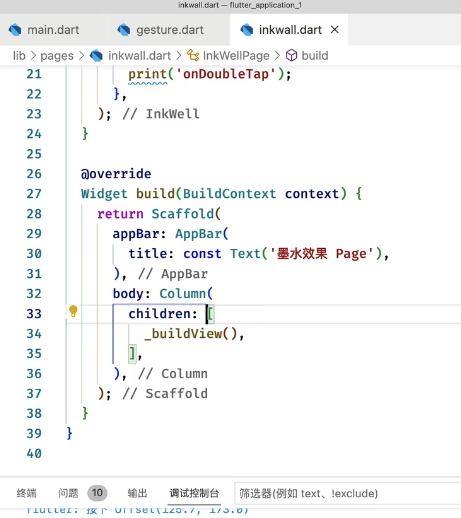 inkwall.dart — flutter_application_1
main.dart gesture.dart inkwall.dart ×
lib > pages > inkwall.dart > InkWellPage > build
21 print('onDoubleTap');
22 },
23 ); // InkWell
24 }
25
26 @override
27 Widget build(BuildContext context) {
28 return Scaffold(
29 appBar: AppBar(
30 title: const Text('墨水效果 Page'),
31 ), // AppBar
32 body: Column(
33 children: [
34 _buildView(),
35 ],
36 ), // Column
37 ); // Scaffold
38 }
39 }
40
终端 问题 10 输出 调试控制台 筛选器(例如 text、!exclude)
flutter: 按下 Offset(125.7, 173.0)